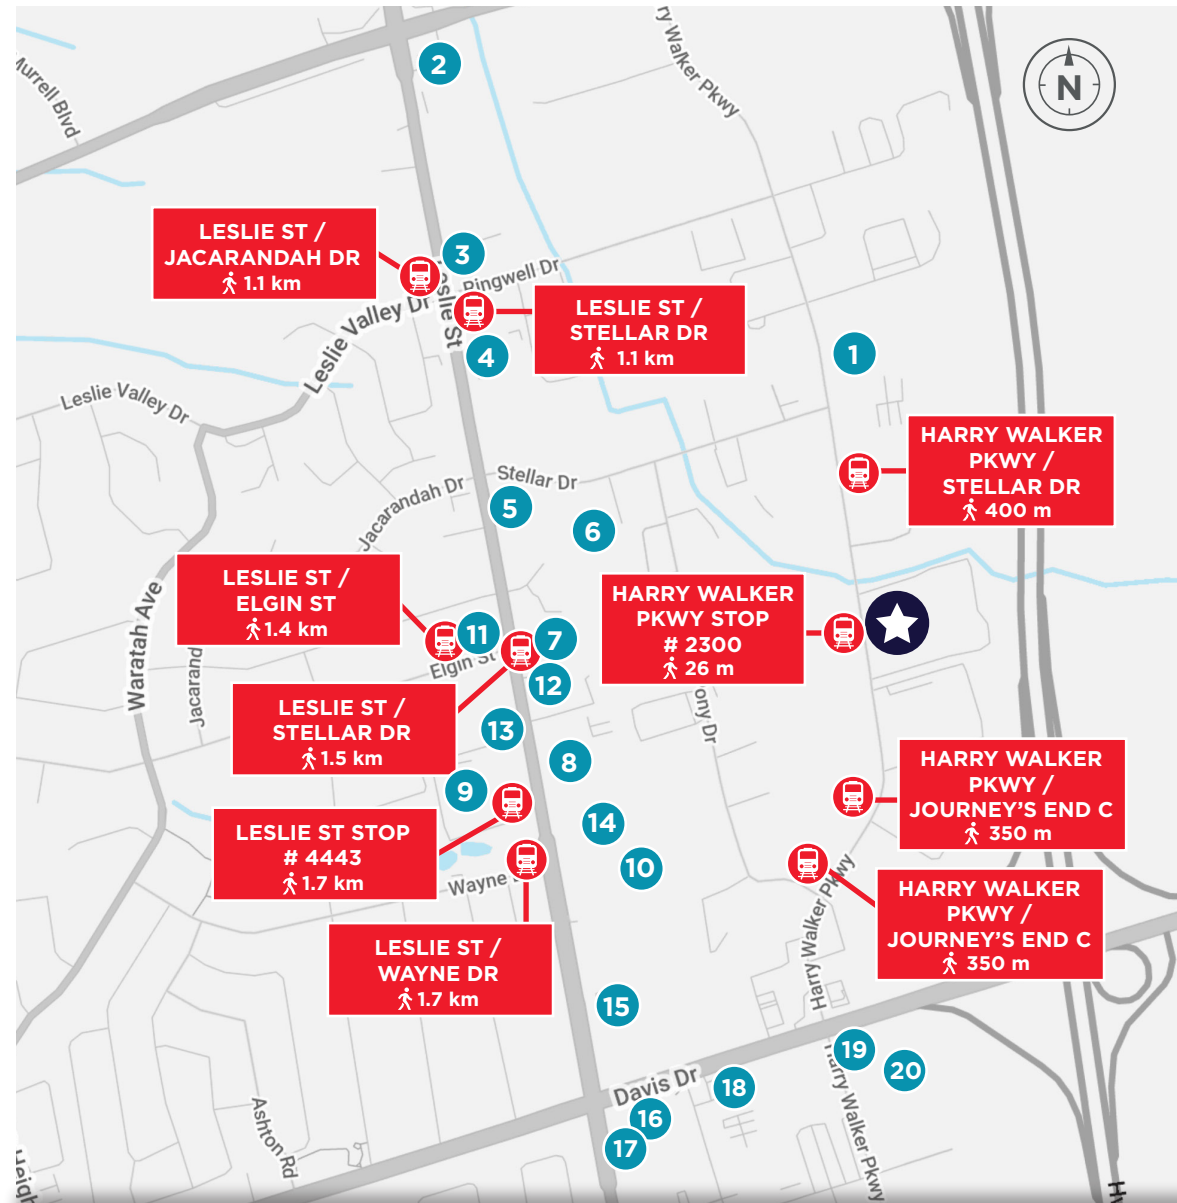 2
ry Walker Pkwy
N
Murrell Blvd
LESLIE ST /
JACARANDAH DR
1.1 km
3
Leslie St
Ringwell Dr
Leslie Valley Dr
LESLIE ST /
STELLAR DR
1.1 km
4
1
Leslie Valley Dr
HARRY WALKER
PKWY /
STELLAR DR
400 m
Stellar Dr
Jacarandah Dr
5
6
LESLIE ST /
ELGIN ST
1.4 km
HARRY WALKER
PKWY STOP
# 2300
26 m
Waratah Ave
Jacarand
11
7
Elgin St
12
LESLIE ST /
STELLAR DR
1.5 km
13
ony Dr
8
HARRY WALKER
PKWY /
JOURNEY'S END C
350 m
9
LESLIE ST STOP
# 4443
1.7 km
14
10
Wayne
Harry Walker Pkwy
HARRY WALKER
PKWY /
JOURNEY'S END C
350 m
LESLIE ST /
WAYNE DR
1.7 km
15
19
20
Davis Dr
18
16
17
Harry Walker Pkwy
Ashton Rd
Heigh
Hw